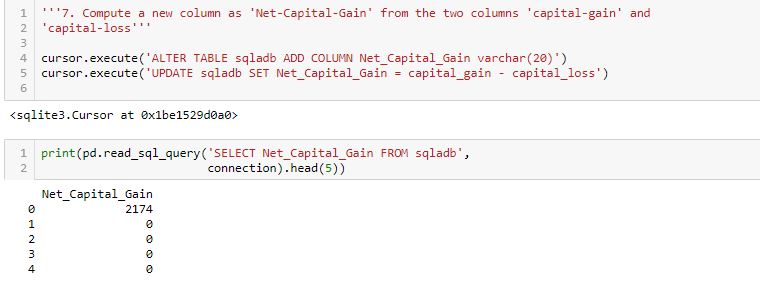 1 '''7. Compute a new column as 'Net-Capital-Gain' from the two columns 'capital-gain' and
2 'capital-loss'''
3
4 cursor.execute('ALTER TABLE sqladb ADD COLUMN Net_Capital_Gain varchar(20)')
5 cursor.execute('UPDATE sqladb SET Net_Capital_Gain = capital_gain - capital_loss')
6
<sqlite3.Cursor at 0x1be1529d0a0>
1 print(pd.read_sql_query('SELECT Net_Capital_Gain FROM sqladb',
2 connection).head(5))
Net_Capital_Gain
0 2174
1 0
2 0
3 0
4 0